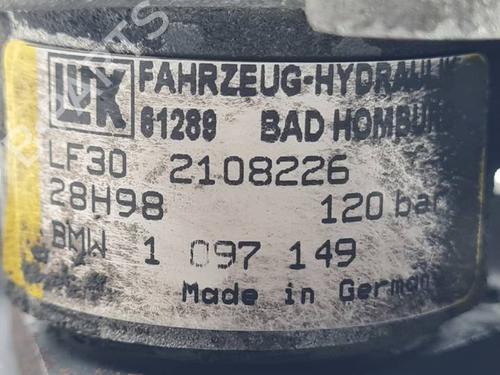 LUK FAHRZEUG-HYDRAULIK
61289 BAD HOMBURG
LF30 2108226
28H98 120 bar
BMW 1 097 149
Made in Germany